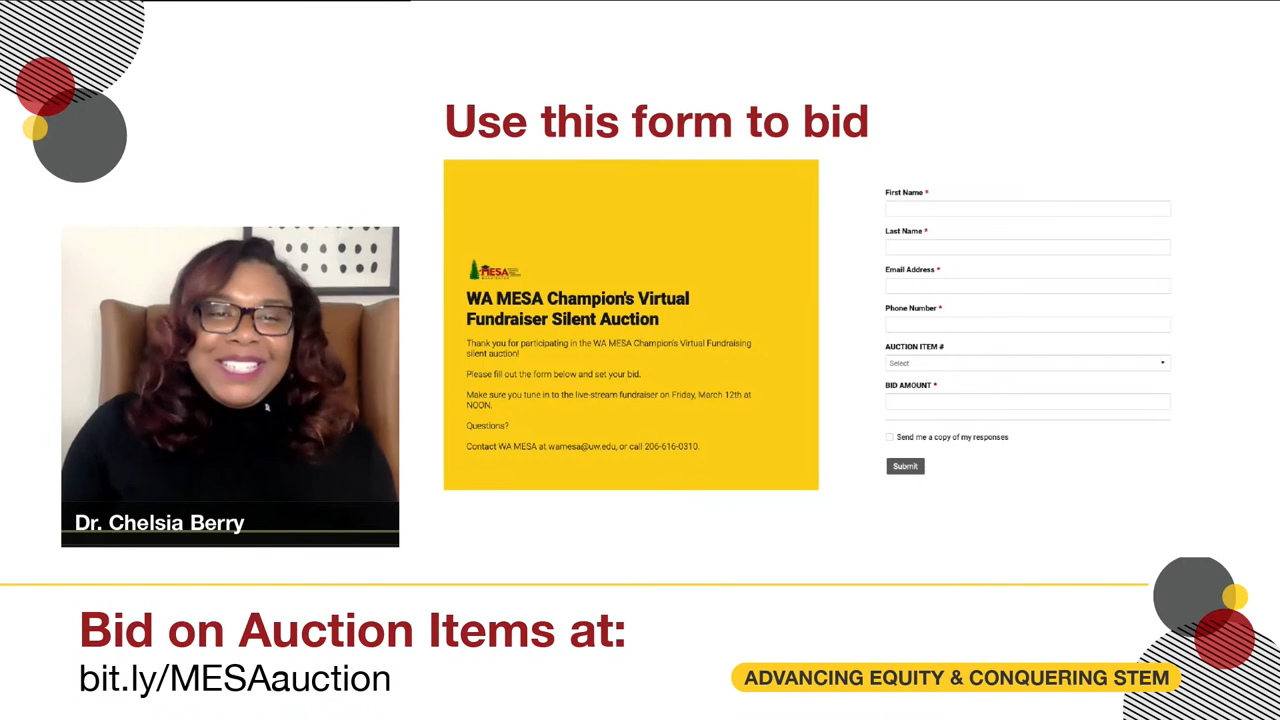 Use this form to bid
MESA
WA MESA Champion's Virtual
Fundraiser Silent Auction
Thank you for participating in the WA MESA Champion's Virtual Fundraising
silent auction!
Please fill out the form below and set your bid.
Make sure you tune in to the live-stream fundraiser on Friday, March 12th at
NOON.
Questions?
Contact WA MESA at wamesa@uw.edu, or call 206-616-0310.
First Name *
Last Name *
Email Address *
Phone Number *
AUCTION ITEM #
Select
BID AMOUNT *
Send me a copy of my responses
Submit
Dr. Chelsia Berry
Bid on Auction Items at:
bit.ly/MESAauction
ADVANCING EQUITY & CONQUERING STEM